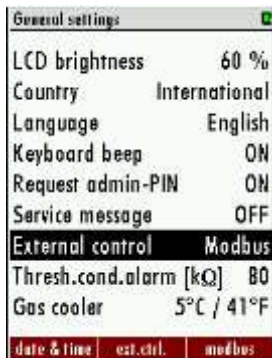 General settings
LCD brightness 60 %
Country International
Language English
Keyboard beep ON
Request admin-PIN ON
Service message OFF
External control Modbus
Thresh.cond.alarm [kΩ] 80
Gas cooler 5°C / 41°F
date & time ext.ctrl. modbus